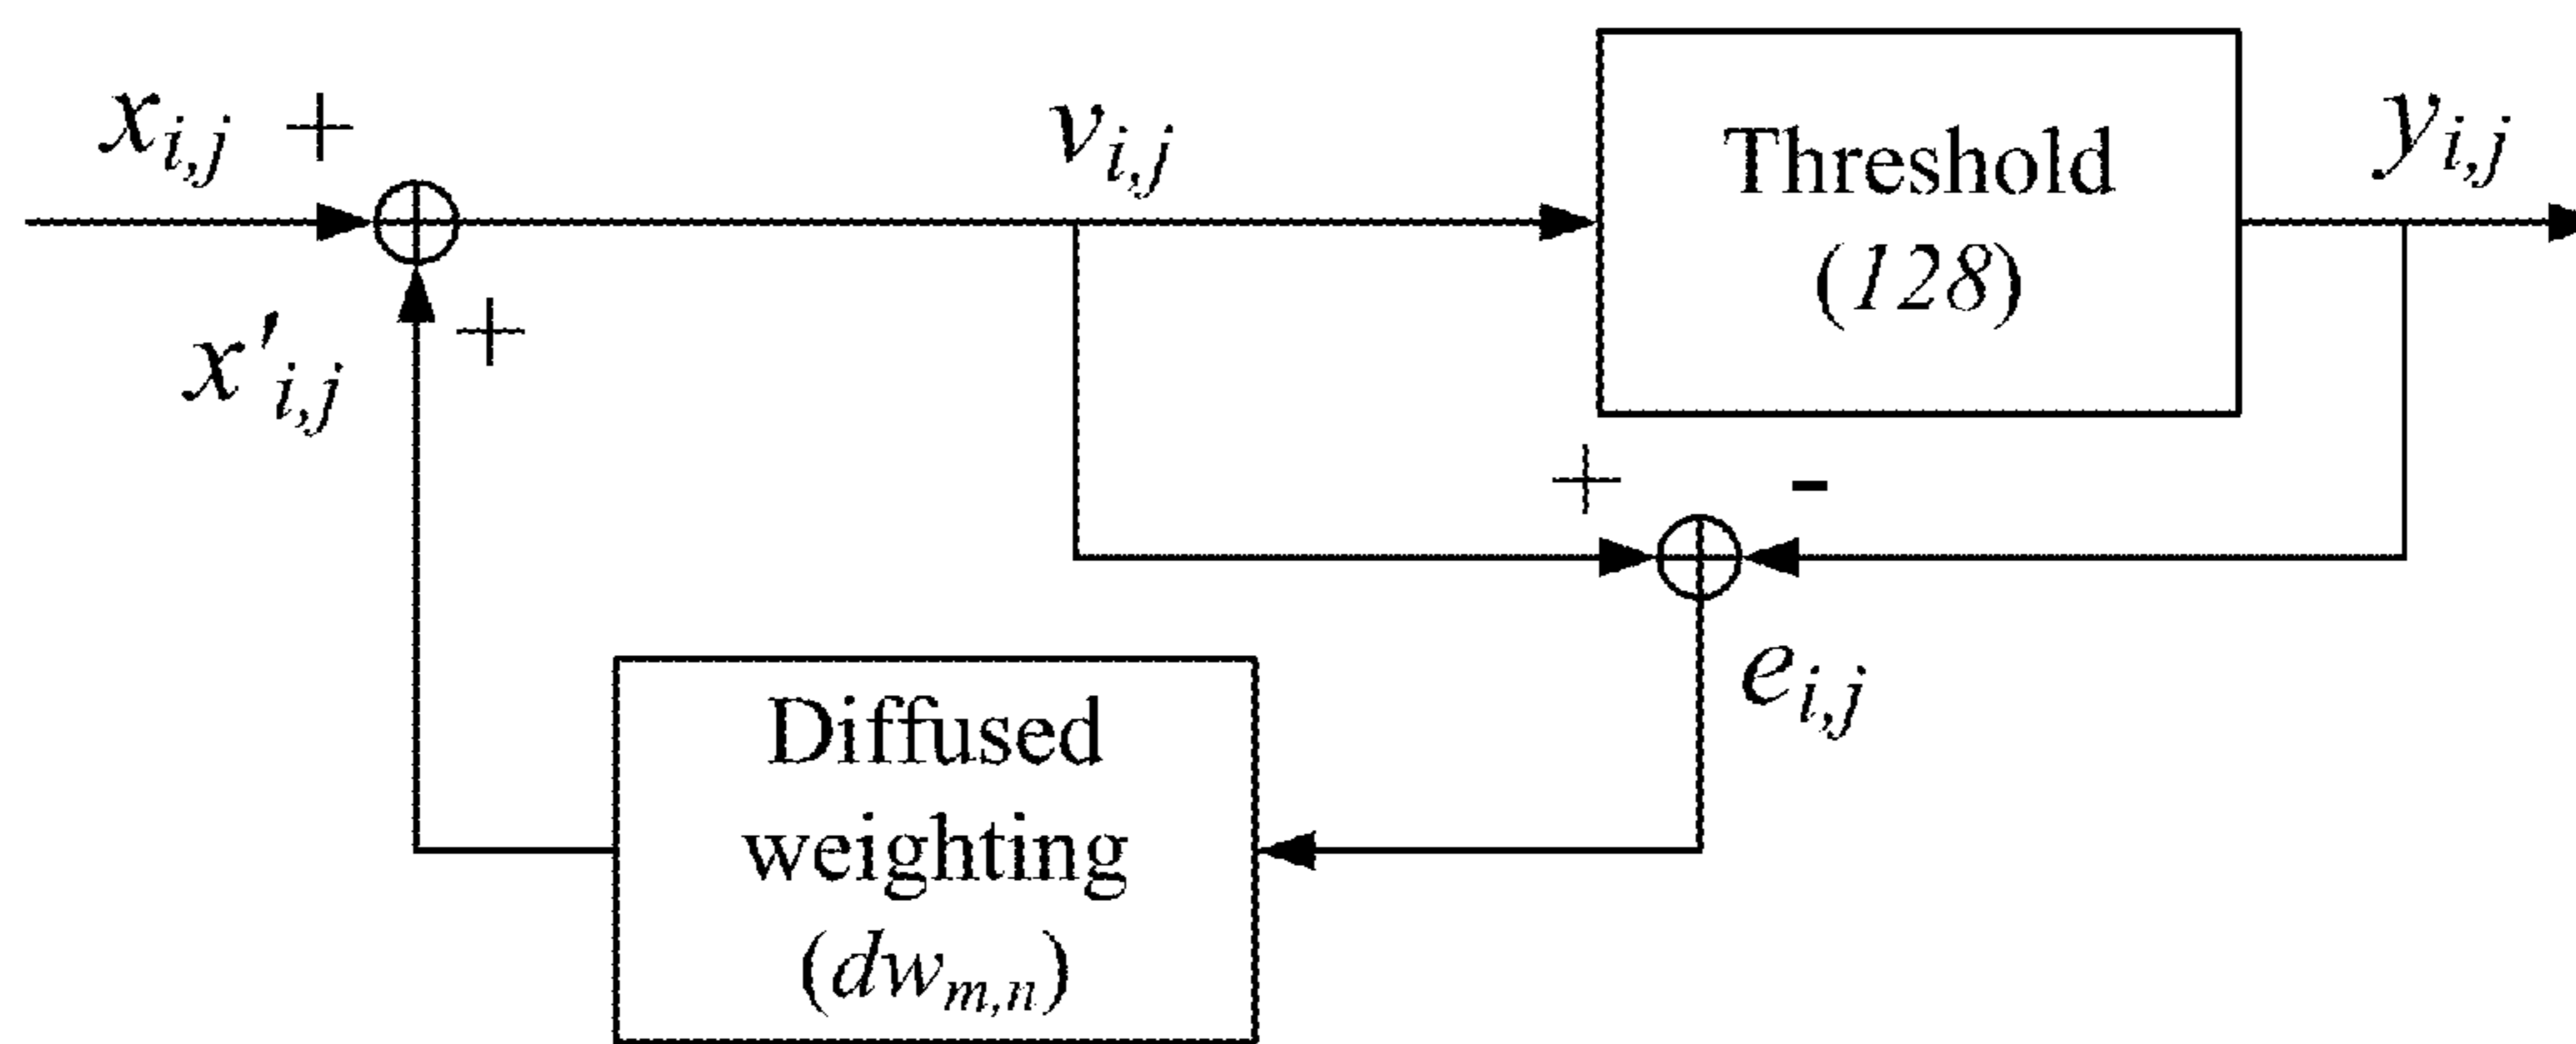 x_{i,j} +
v_{i,j}
Threshold
(128)
y_{i,j}
x'_{i,j} +
+ -
e_{i,j}
Diffused
weighting
(dw_{m,n})